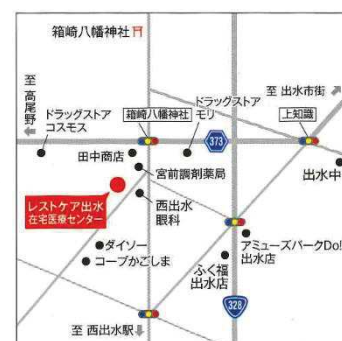 箱崎八幡神社
至 高尾野
至 出水市街
ドラッグストア
コスモス
箱崎八幡神社
ドラッグストア
モリ
上知識
373
田中商店
宮前調剤薬局
出水中
レストケア出水
在宅医療センター
西出水
眼科
アミューズパークDo!
出水店
ダイソー
コープかごしま
ふく福
出水店
328
至 西出水駅